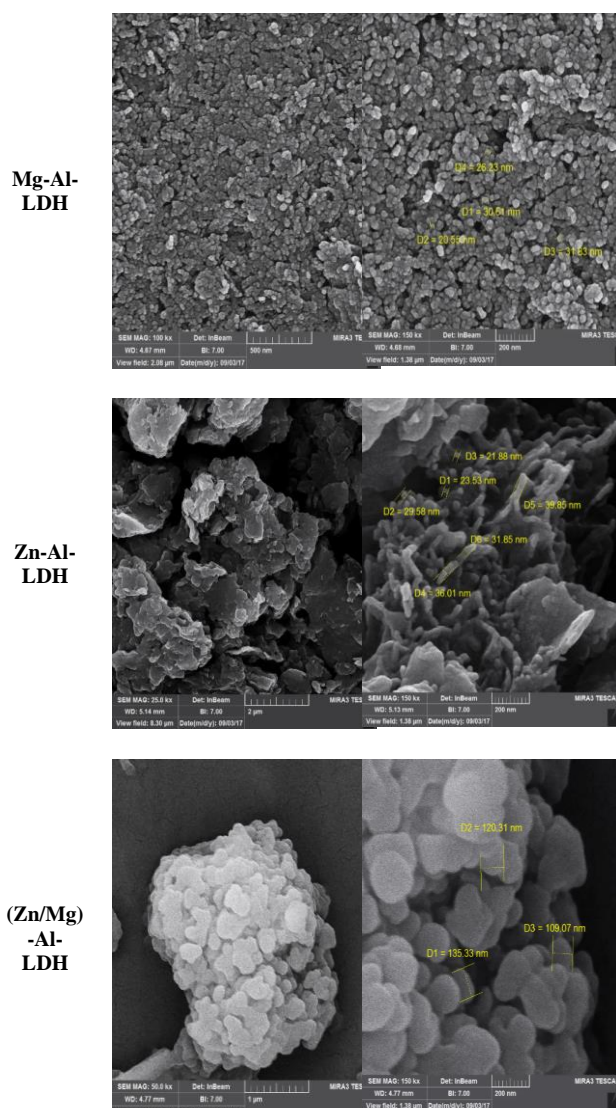 Mg-Al-
LDH
D4 = 26.23 nm
D1 = 30.61 nm
D3 = 31.83 nm
SEM MAG: 100 kx Det: InBeam MIRA3 TESC
WD: 4.87 mm BI: 7.00 500 nm
View field: 2.08 µm Date(m/d/y): 09/03/17
SEM MAG: 150 kx Det: InBeam MIRA3 TESCA
WD: 4.68 mm BI: 7.00 200 nm
View field: 1.38 µm Date(m/d/y): 09/03/17
Zn-Al-
LDH
D3 = 21.88 nm
D1 = 23.53 nm
D2 = 29.58 nm
D5 = 39.85 nm
D6 = 31.85 nm
D4 = 36.01 nm
SEM MAG: 25.0 kx Det: InBeam MIRA3 TES
WD: 5.14 mm BI: 7.00 2 µm
View field: 8.30 µm Date(m/d/y): 09/03/17
SEM MAG: 150 kx Det: InBeam MIRA3 TESCA
WD: 5.13 mm BI: 7.00 200 nm
View field: 1.38 µm Date(m/d/y): 09/03/17
(Zn/Mg)
-Al-
LDH
D2 = 120.31 nm
D3 = 109.07 nm
D1 = 135.33 nm
SEM MAG: 50.0 kx Det: InBeam MIRA3 TES
WD: 4.77 mm BI: 7.00 1 µm
SEM MAG: 150 kx Det: InBeam MIRA3 TESCA
WD: 4.77 mm BI: 7.00 200 nm
View field: 1.38 µm Date(m/d/y): 09/03/17